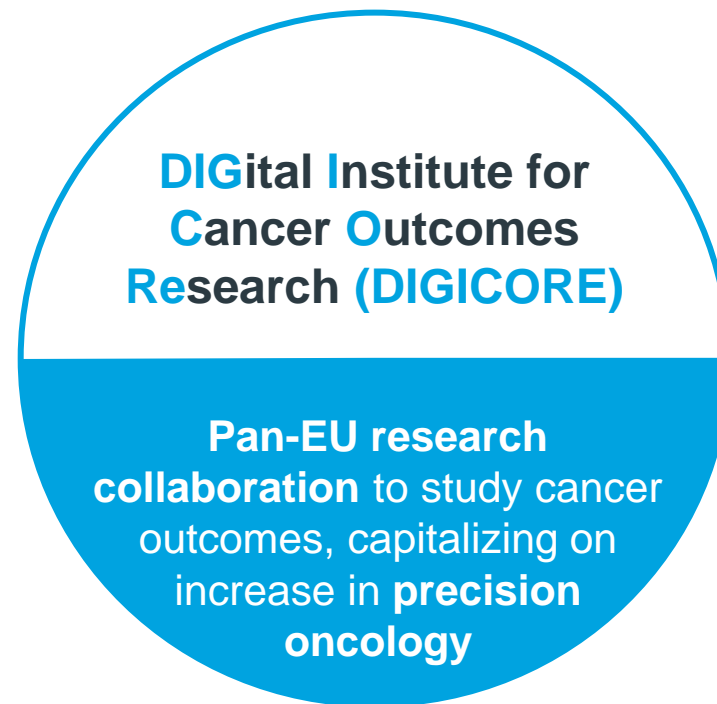 DIGital Institute for
Cancer Outcomes
Research (DIGICORE)
Pan-EU research
collaboration to study cancer
outcomes, capitalizing on
increase in precision
oncology